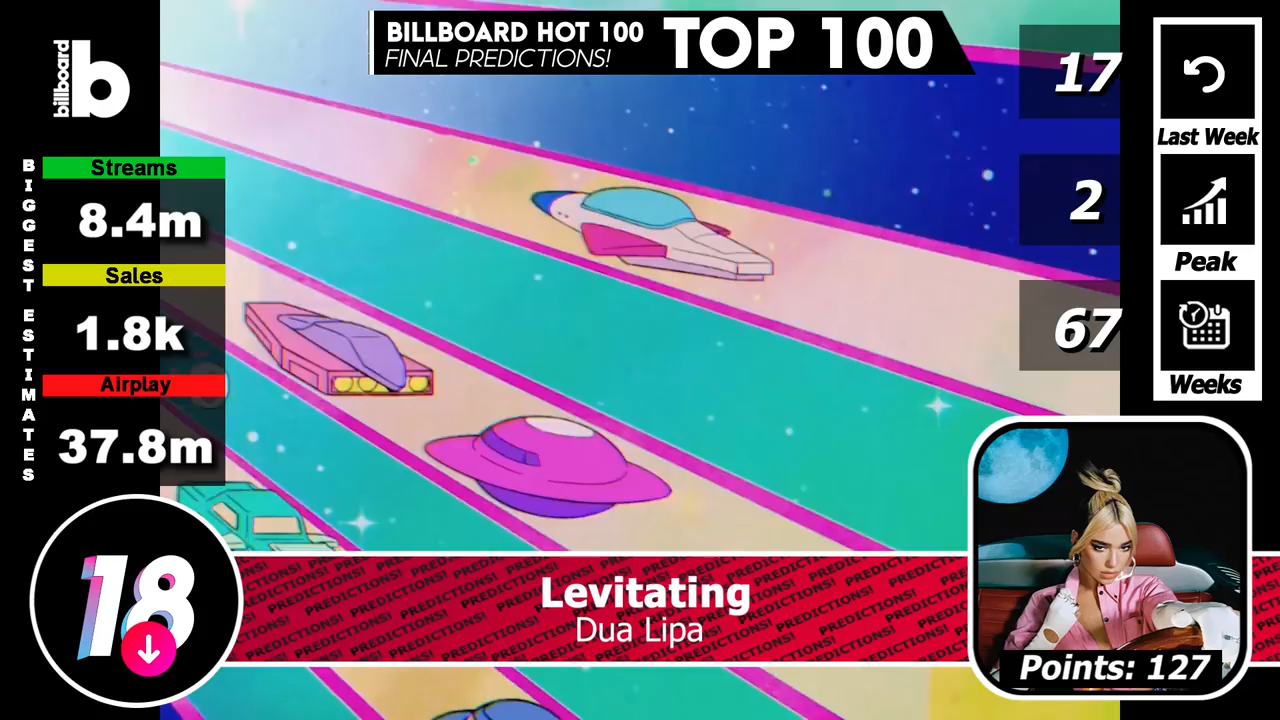 BILLBOARD HOT 100
FINAL PREDICTIONS!
TOP 100
billboard
b
BIGGEST ESTIMATES
Streams
8.4m
Sales
1.8k
Airplay
37.8m
17
Last Week
2
Peak
67
Weeks
18
PREDICTIONS!
Levitating
Dua Lipa
Points: 127